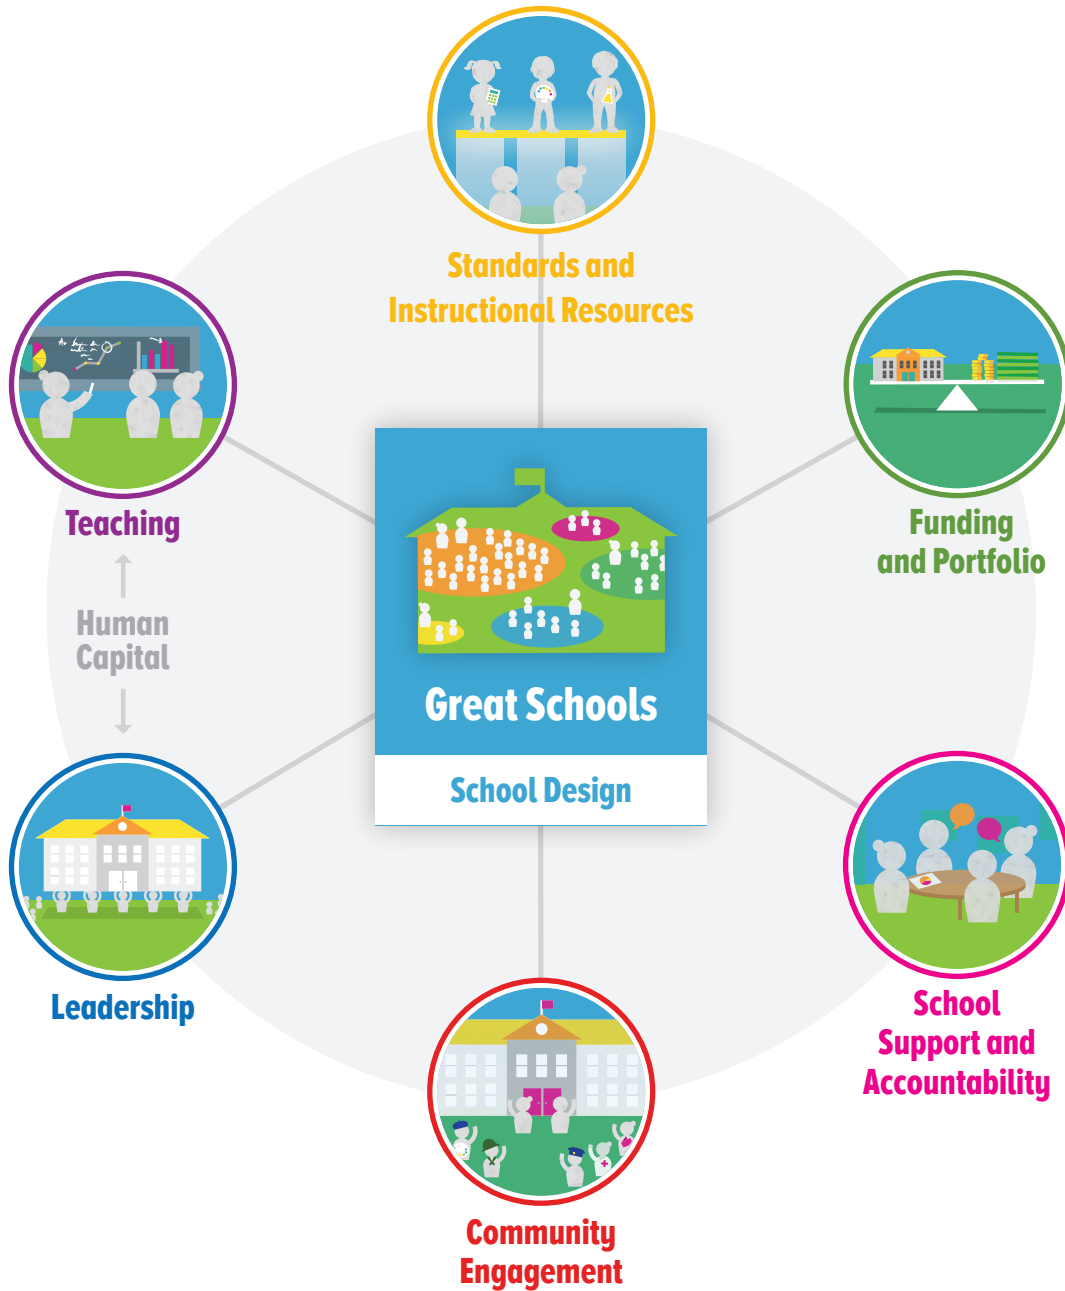 Standards and
Instructional Resources
Teaching
Funding
and Portfolio
Human
Capital
Great Schools
School Design
Leadership
School
Support and
Accountability
Community
Engagement